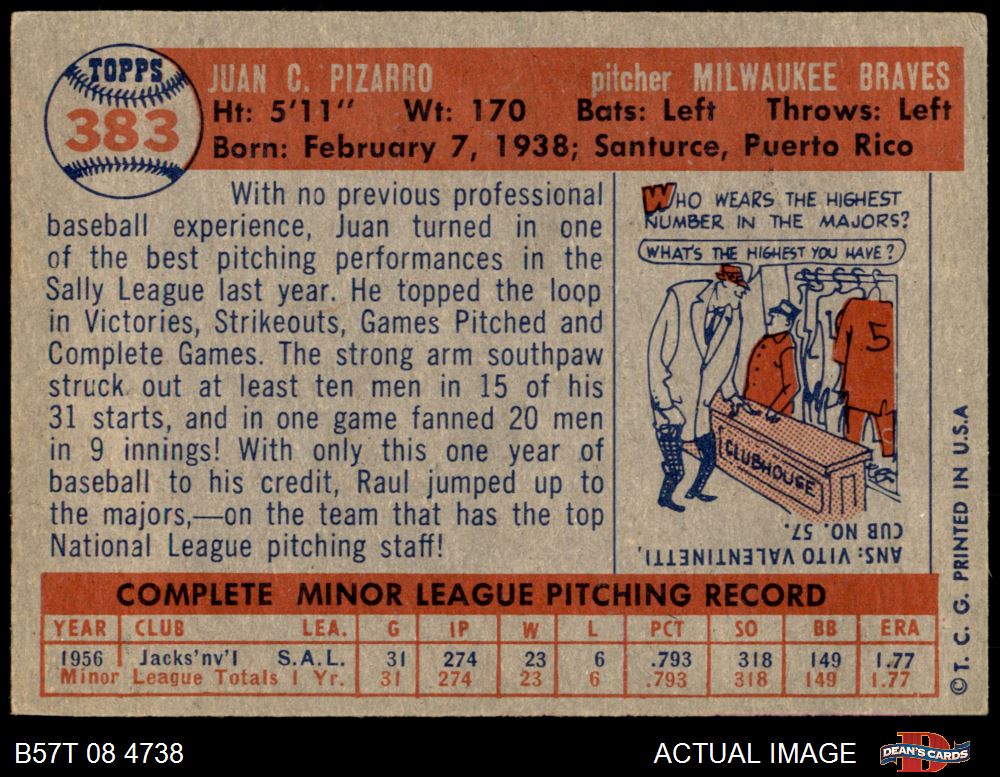 TOPPS
383
JUAN C. PIZARRO pitcher MILWAUKEE BRAVES
Ht: 5'11" Wt: 170 Bats: Left Throws: Left
Born: February 7, 1938; Santurce, Puerto Rico
With no previous professional
baseball experience, Juan turned in one
of the best pitching performances in the
Sally League last year. He topped the loop
in Victories, Strikeouts, Games Pitched and
Complete Games. The strong arm southpaw
struck out at least ten men in 15 of his
31 starts, and in one game fanned 20 men
in 9 innings! With only this one year of
baseball to his credit, Raul jumped up to
the majors,—on the team that has the top
National League pitching staff!
WHO WEARS THE HIGHEST
NUMBER IN THE MAJORS?
WHAT'S THE HIGHEST YOU HAVE?
5
CLUBHOUSE
ANS: VITO VALENTINETTI,
CUB NO. 57.
© T. C. G. PRINTED IN U.S.A
COMPLETE MINOR LEAGUE PITCHING RECORD
YEAR CLUB LEA. G IP W L PCT SO BB ERA
1956 Jacks'nv'l S.A.L. 31 274 23 6 .793 318 149 1.77
Minor League Totals 1 Yr. 31 274 23 6 .793 318 149 1.77
B57T 08 4738 ACTUAL IMAGE DEAN'S CARDS